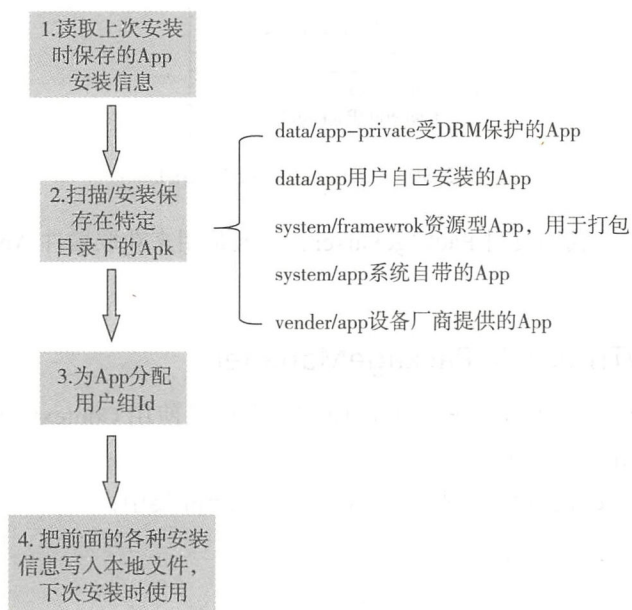 1.读取上次安装
时保存的App
安装信息
2.扫描/安装保
存在特定
目录下的Apk
data/app-private受DRM保护的App
data/app用户自己安装的App
system/framewrok资源型App，用于打包
system/app系统自带的App
vender/app设备厂商提供的App
3.为App分配
用户组Id
4. 把前面的各种安装
信息写入本地文件，
下次安装时使用